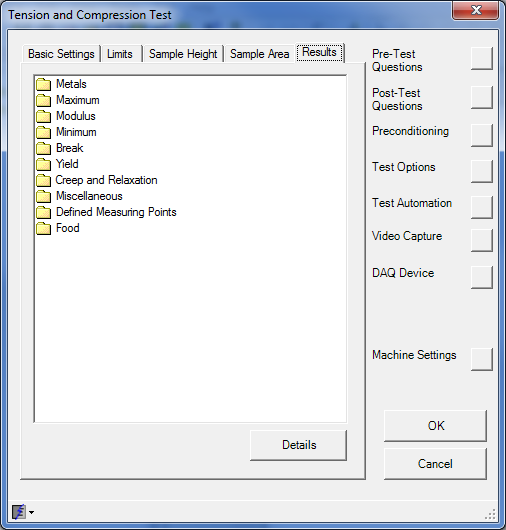 Tension and Compression Test
Basic Settings Limits Sample Height Sample Area Results
Metals
Maximum
Modulus
Minimum
Break
Yield
Creep and Relaxation
Miscellaneous
Defined Measuring Points
Food
Details
Pre-Test
Questions
Post-Test
Questions
Preconditioning
Test Options
Test Automation
Video Capture
DAQ Device
Machine Settings
OK
Cancel